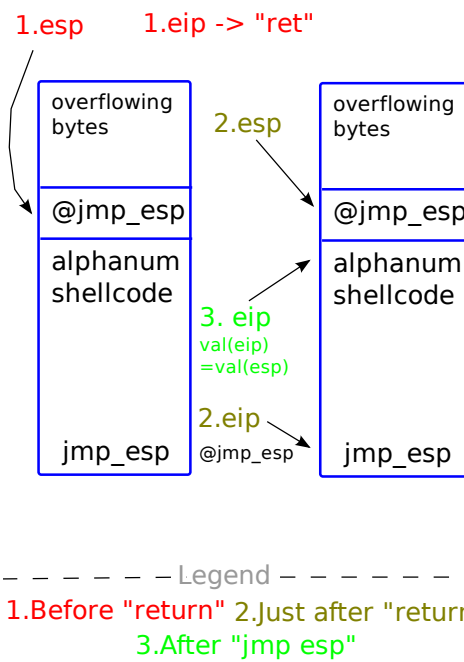 1.esp
1.eip -> "ret"
overflowing
bytes
@jmp_esp
alphanum
shellcode
jmp_esp
2.esp
3. eip
val(eip)
=val(esp)
2.eip
@jmp_esp
overflowing
bytes
@jmp_esp
alphanum
shellcode
jmp_esp
Legend
1.Before "return" 2.Just after "return
3.After "jmp esp"